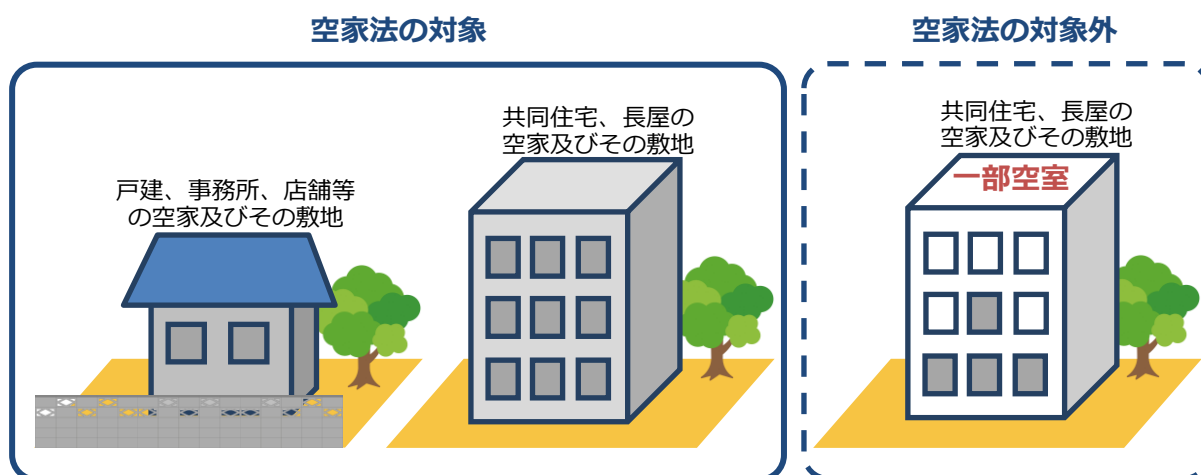 空家法の対象
戸建、事務所、店舗等
の空家及びその敷地
共同住宅、長屋の
空家及びその敷地
空家法の対象外
共同住宅、長屋の
空家及びその敷地
一部空室